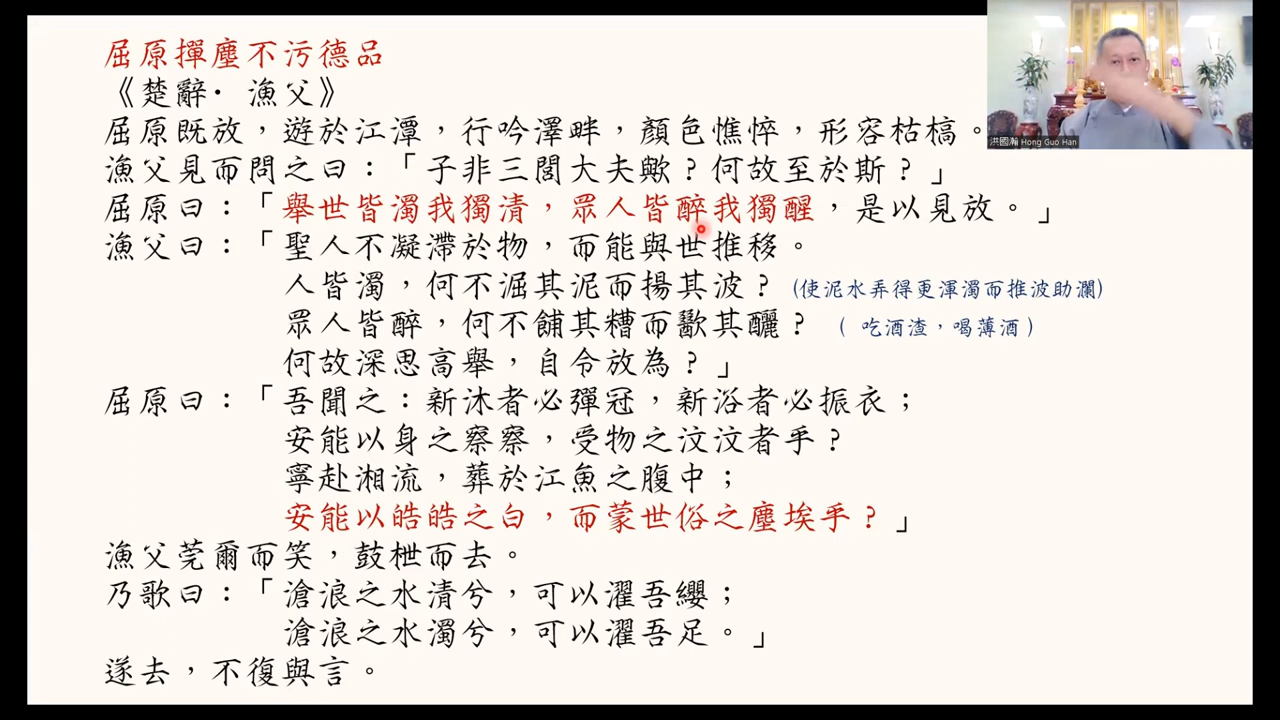 屈原撣塵不污德品
《楚辭·漁父》
屈原既放，遊於江潭，行吟澤畔，顏色憔悴，形容枯槁。
漁父見而問之曰：「子非三閭大夫歟？何故至於斯？」
屈原曰：「舉世皆濁我獨清，眾人皆醉我獨醒，是以見放。」
漁父曰：「聖人不凝滯於物，而能與世推移。
人皆濁，何不淈其泥而揚其波？(使泥水弄得更渾濁而推波助瀾)
眾人皆醉，何不餔其糟而歠其醨？（吃酒渣，喝薄酒）
何故深思高舉，自令放為？」
屈原曰：「吾聞之：新沐者必彈冠，新浴者必振衣；
安能以身之察察，受物之汶汶者乎？
寧赴湘流，葬於江魚之腹中；
安能以皓皓之白，而蒙世俗之塵埃乎？」
漁父莞爾而笑，鼓枻而去。
乃歌曰：「滄浪之水清兮，可以濯吾纓；
滄浪之水濁兮，可以濯吾足。」
遂去，不復與言。
洪國瀚 Hong Guo Han